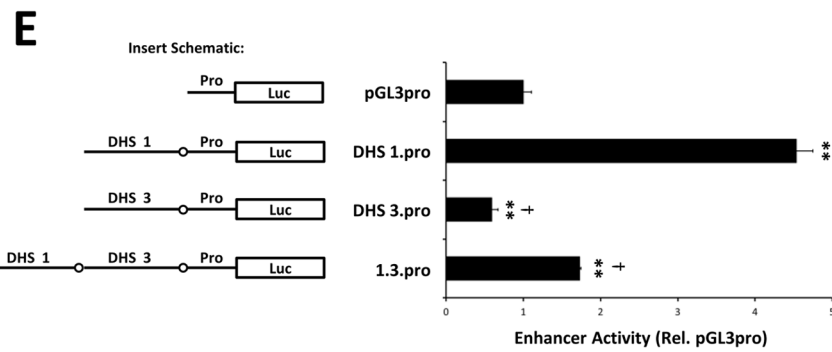 E
Insert Schematic:
Pro
Luc
pGL3pro
DHS 1
Pro
Luc
DHS 1.pro
**
DHS 3
Pro
Luc
DHS 3.pro
** †
DHS 1
DHS 3
Pro
Luc
1.3.pro
** †
0 1 2 3 4 5
Enhancer Activity (Rel. pGL3pro)